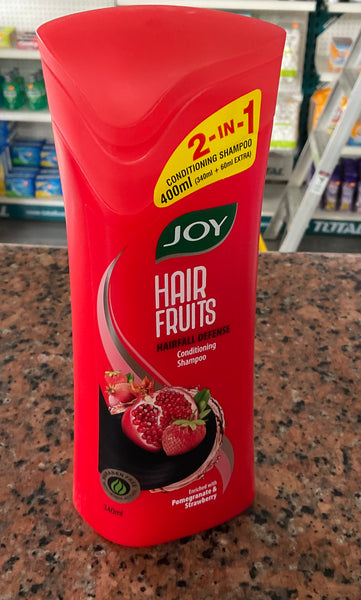 2-IN-1
CONDITIONING SHAMPOO
400ml (340ml + 60ml EXTRA)
JOY
HAIR
FRUITS
HAIRFALL DEFENSE
Conditioning
Shampoo
Enriched with
Pomegranate &
Strawberry
340ml
TOTAL